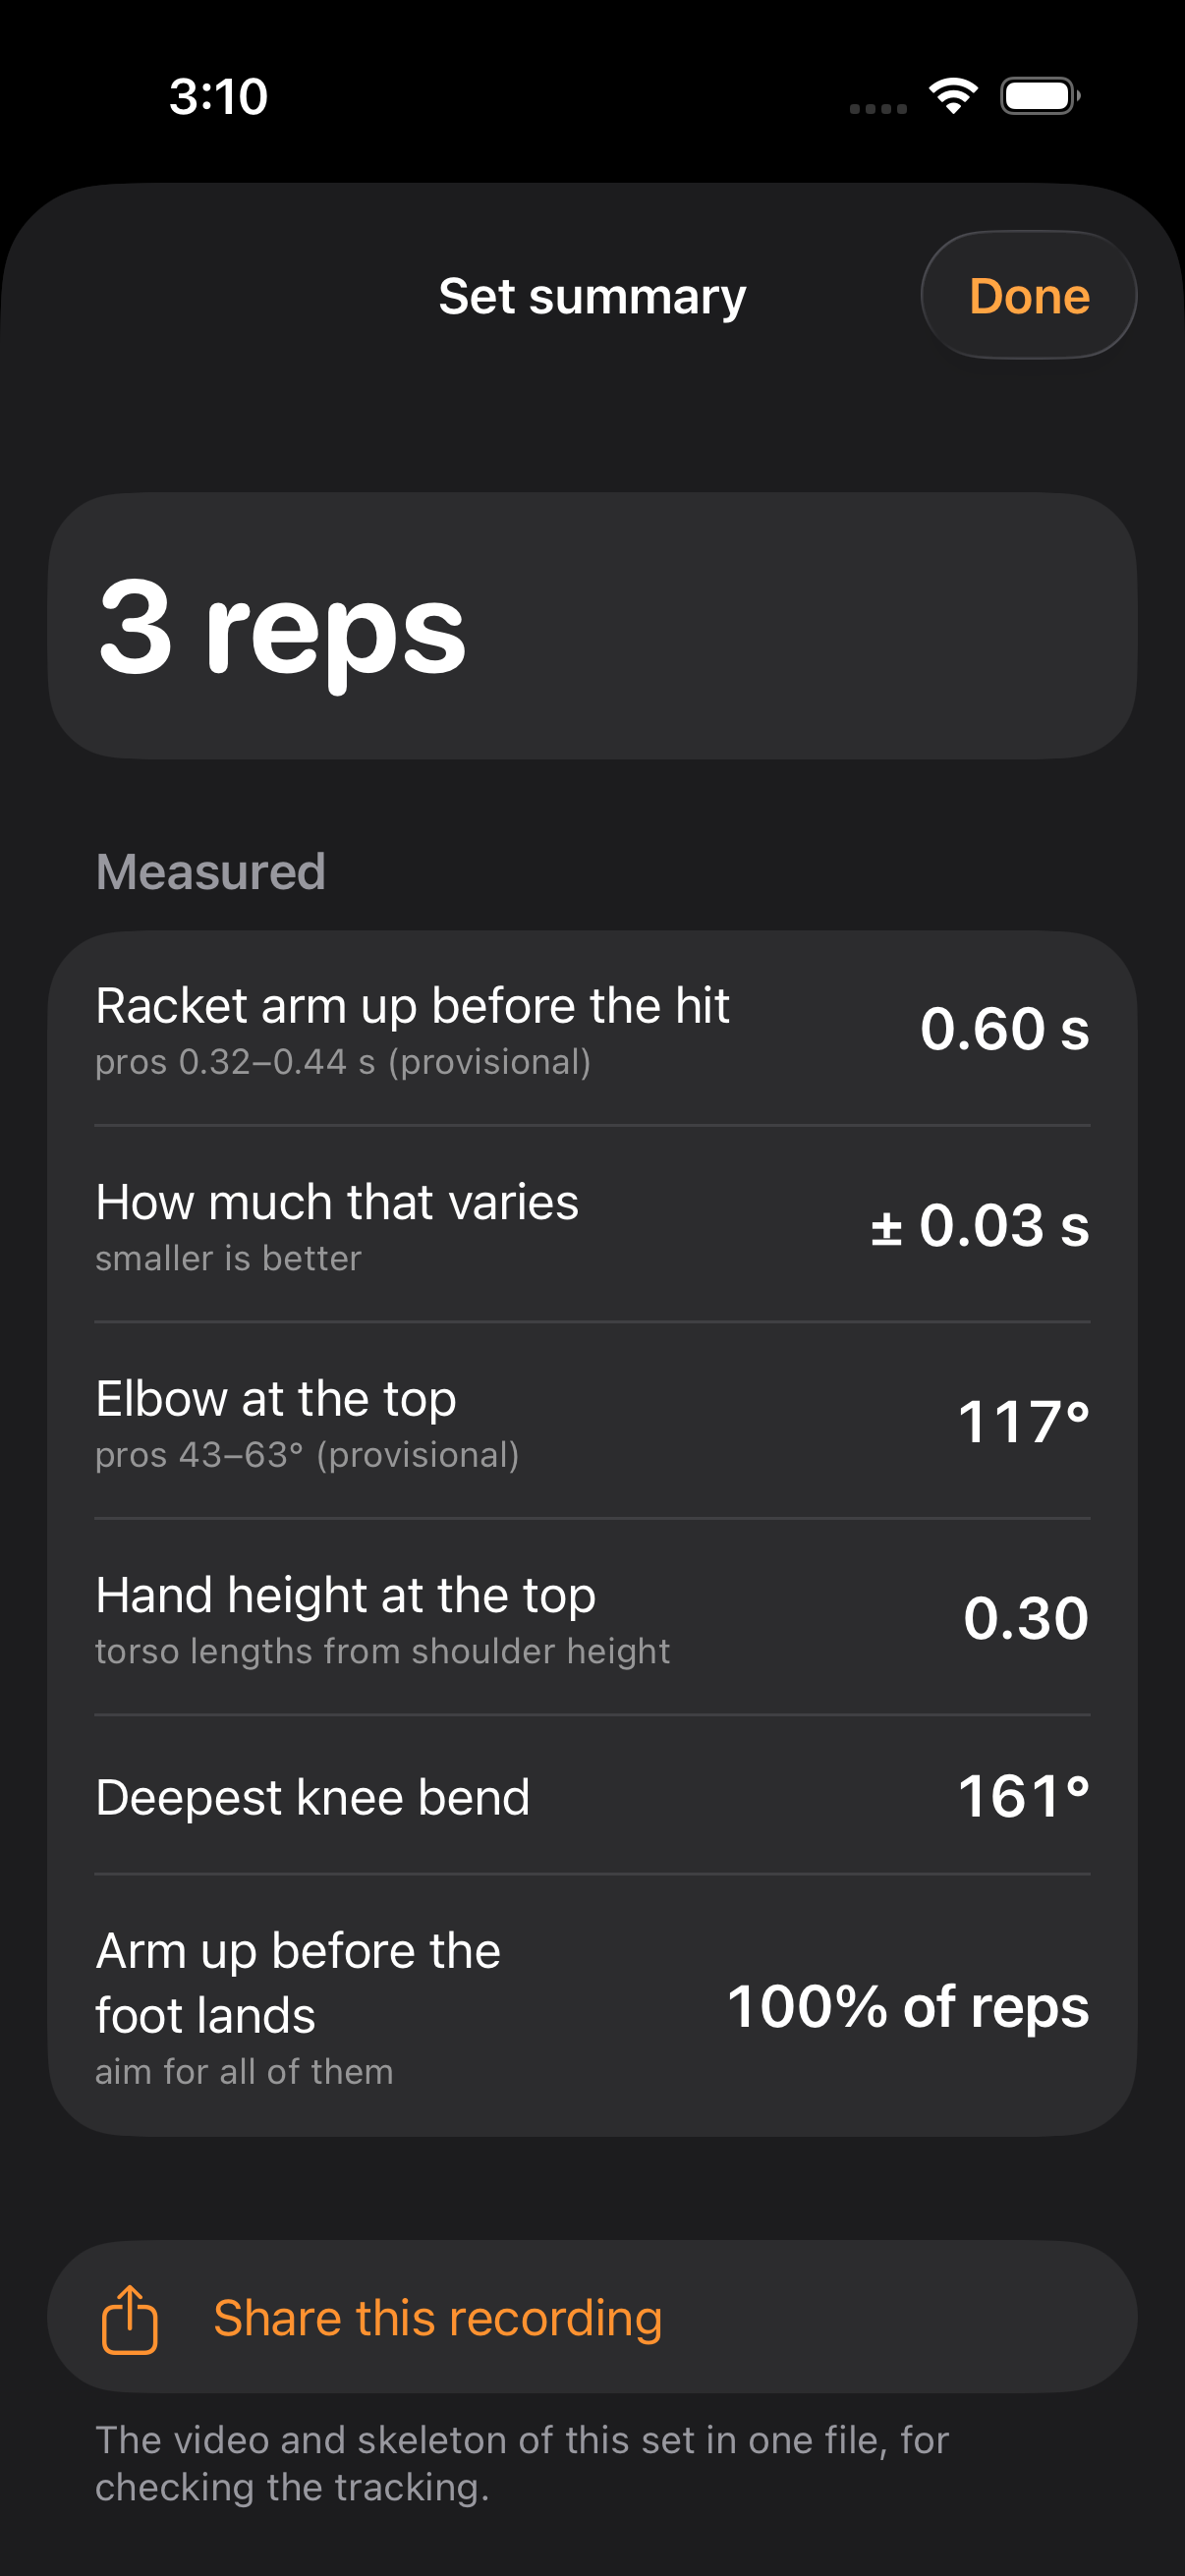 3:10
Set summary
Done
3 reps
Measured
Racket arm up before the hit
pros 0.32–0.44 s (provisional)
0.60 s
How much that varies
smaller is better
± 0.03 s
Elbow at the top
pros 43–63° (provisional)
117°
Hand height at the top
torso lengths from shoulder height
0.30
Deepest knee bend
161°
Arm up before the
foot lands
aim for all of them
100% of reps
Share this recording
The video and skeleton of this set in one file, for
checking the tracking.